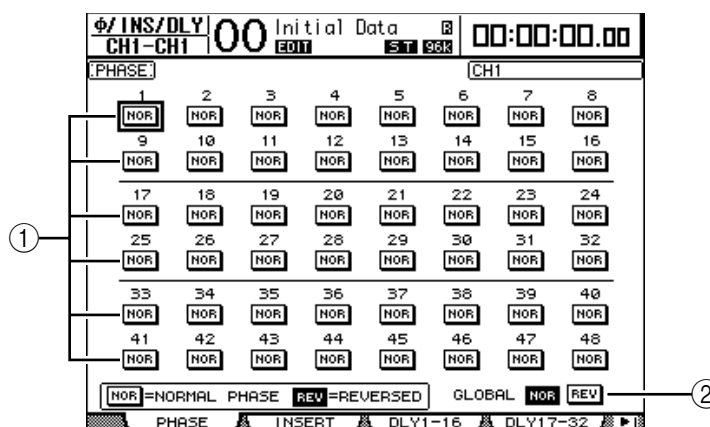 φ/ INS/DLY 00 Initial Data R 00:00:00.00
CH1-CH1 EDIT ST 96K
PHASE CH1
1 2 3 4 5 6 7 8
NOR NOR NOR NOR NOR NOR NOR NOR
9 10 11 12 13 14 15 16
NOR NOR NOR NOR NOR NOR NOR NOR
17 18 19 20 21 22 23 24
NOR NOR NOR NOR NOR NOR NOR NOR
① 25 26 27 28 29 30 31 32
NOR NOR NOR NOR NOR NOR NOR NOR
33 34 35 36 37 38 39 40
NOR NOR NOR NOR NOR NOR NOR NOR
41 42 43 44 45 46 47 48
NOR NOR NOR NOR NOR NOR NOR NOR
NOR=NORMAL PHASE REV=REVERSED GLOBAL NOR REV ②
PHASE INSERT DLY1-16 DLY17-32